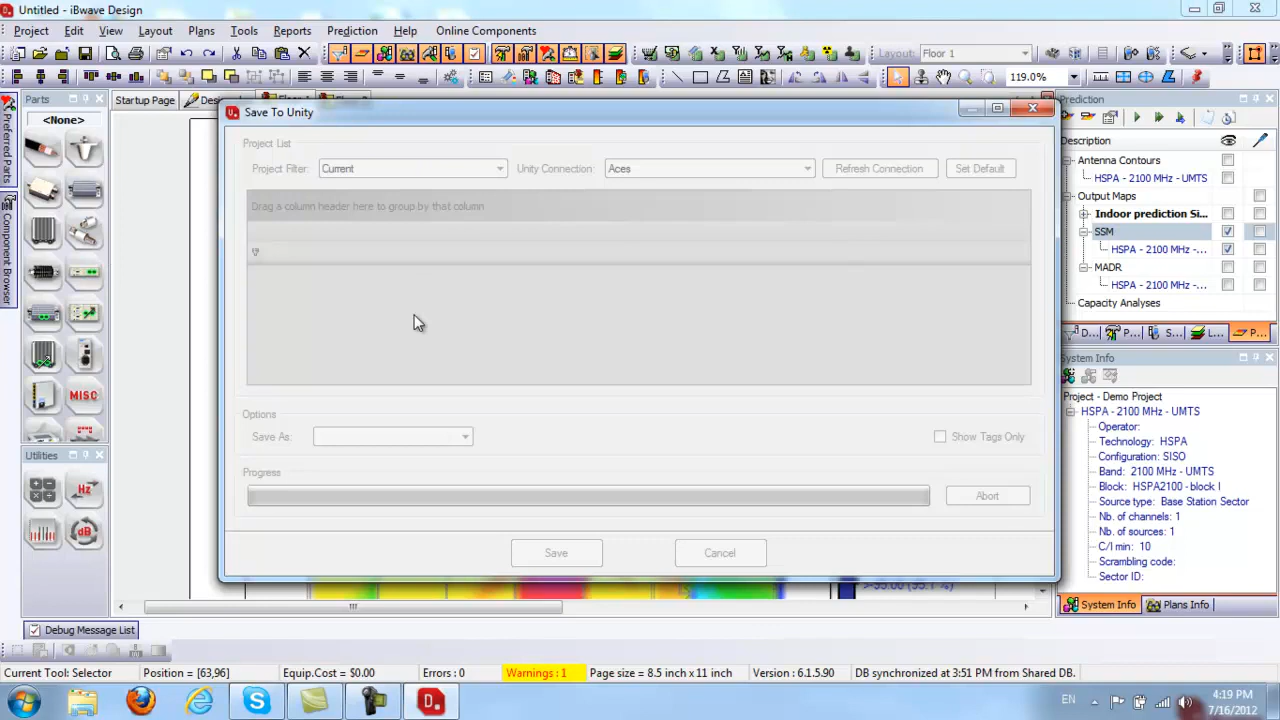 Untitled - iBwave Design
Project Edit View Layout Tools Plans Reports Prediction Help Online Components
Layout: Floor 1
119.0%
Parts
<None>
Preferred Parts
Component Browser
MISC
Utilities
Hz
dB
Startup Page
Save To Unity
Project List
Project Filter: Current Unity Connection: Aces Refresh Connection Set Default
Drag a column header here to group by that column
Options
Save As: Show Tags Only
Progress
Abort
Save Cancel
Prediction
Description
Antenna Contours
HSPA - 2100 MHz - UMTS
Output Maps
Indoor prediction Si...
SSM
HSPA - 2100 MHz -...
MADR
HSPA - 2100 MHz -...
Capacity Analyses
D... P... S... L... P...
System Info
Project - Demo Project
HSPA - 2100 MHz - UMTS
Operator:
Technology: HSPA
Configuration: SISO
Band: 2100 MHz - UMTS
Block: HSPA2100 - block I
Source type: Base Station Sector
Nb. of channels: 1
Nb. of sources: 1
C/I min: 10
Scrambling code:
Sector ID:
System Info Plans Info
Debug Message List
Current Tool: Selector Position = [63,96] Equip.Cost = $0.00 Errors : 0 Warnings : 1 Page size = 8.5 inch x 11 inch Version : 6.1.5.90 DB synchronized at 3:51 PM from Shared DB.
EN
4:19 PM
7/16/2012